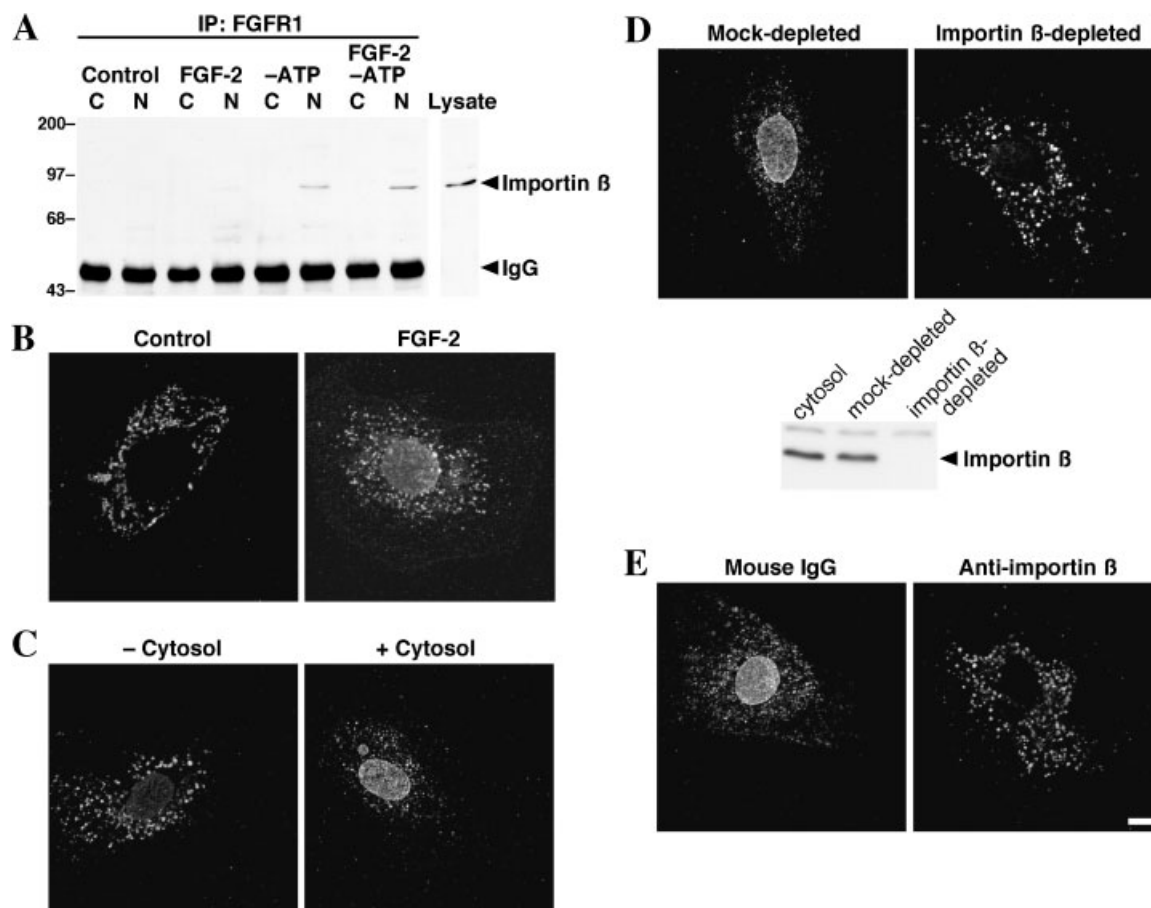 A
IP: FGFR1
Control FGF-2 –ATP FGF-2 –ATP
C N C N C N C N Lysate
200–
97–
68–
43–
Importin ß
IgG
B
Control FGF-2
C
– Cytosol + Cytosol
D
Mock-depleted Importin ß-depleted
cytosol
mock-depleted
importin ß-
depleted
Importin ß
E
Mouse IgG Anti-importin ß